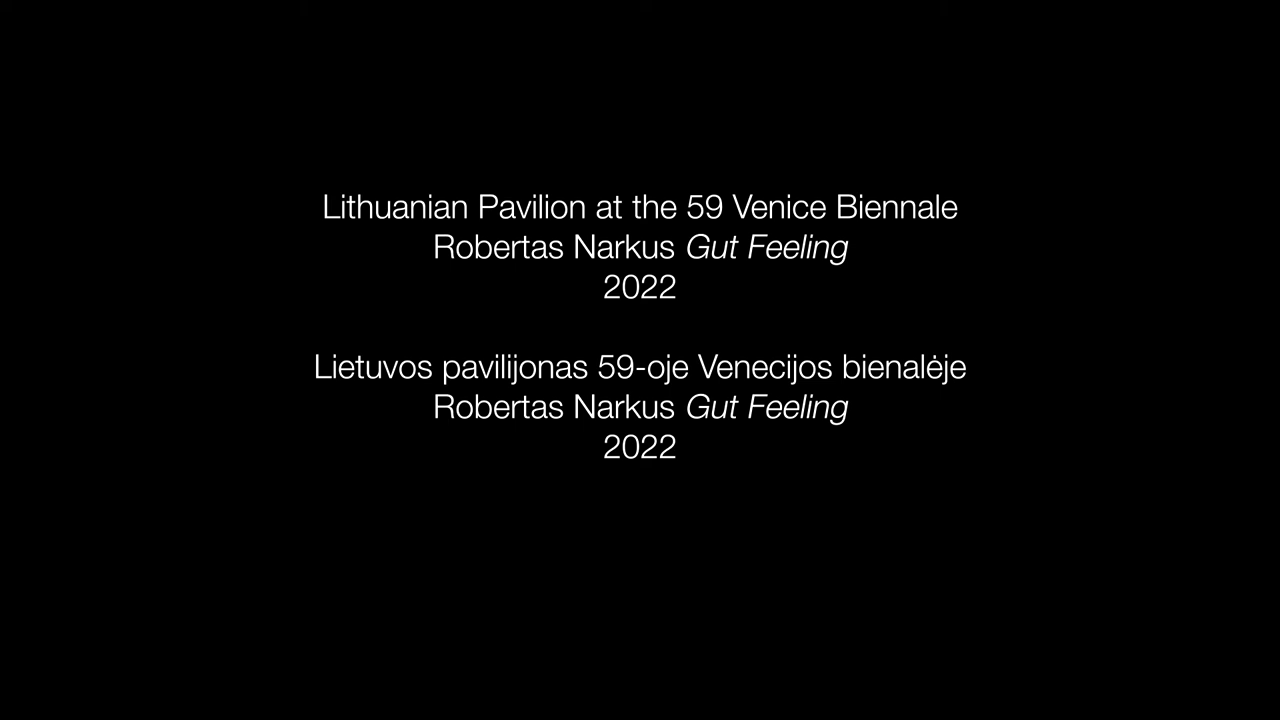 Lithuanian Pavilion at the 59 Venice Biennale
Robertas Narkus Gut Feeling
2022
Lietuvos pavilijonas 59-oje Venecijos bienalėje
Robertas Narkus Gut Feeling
2022